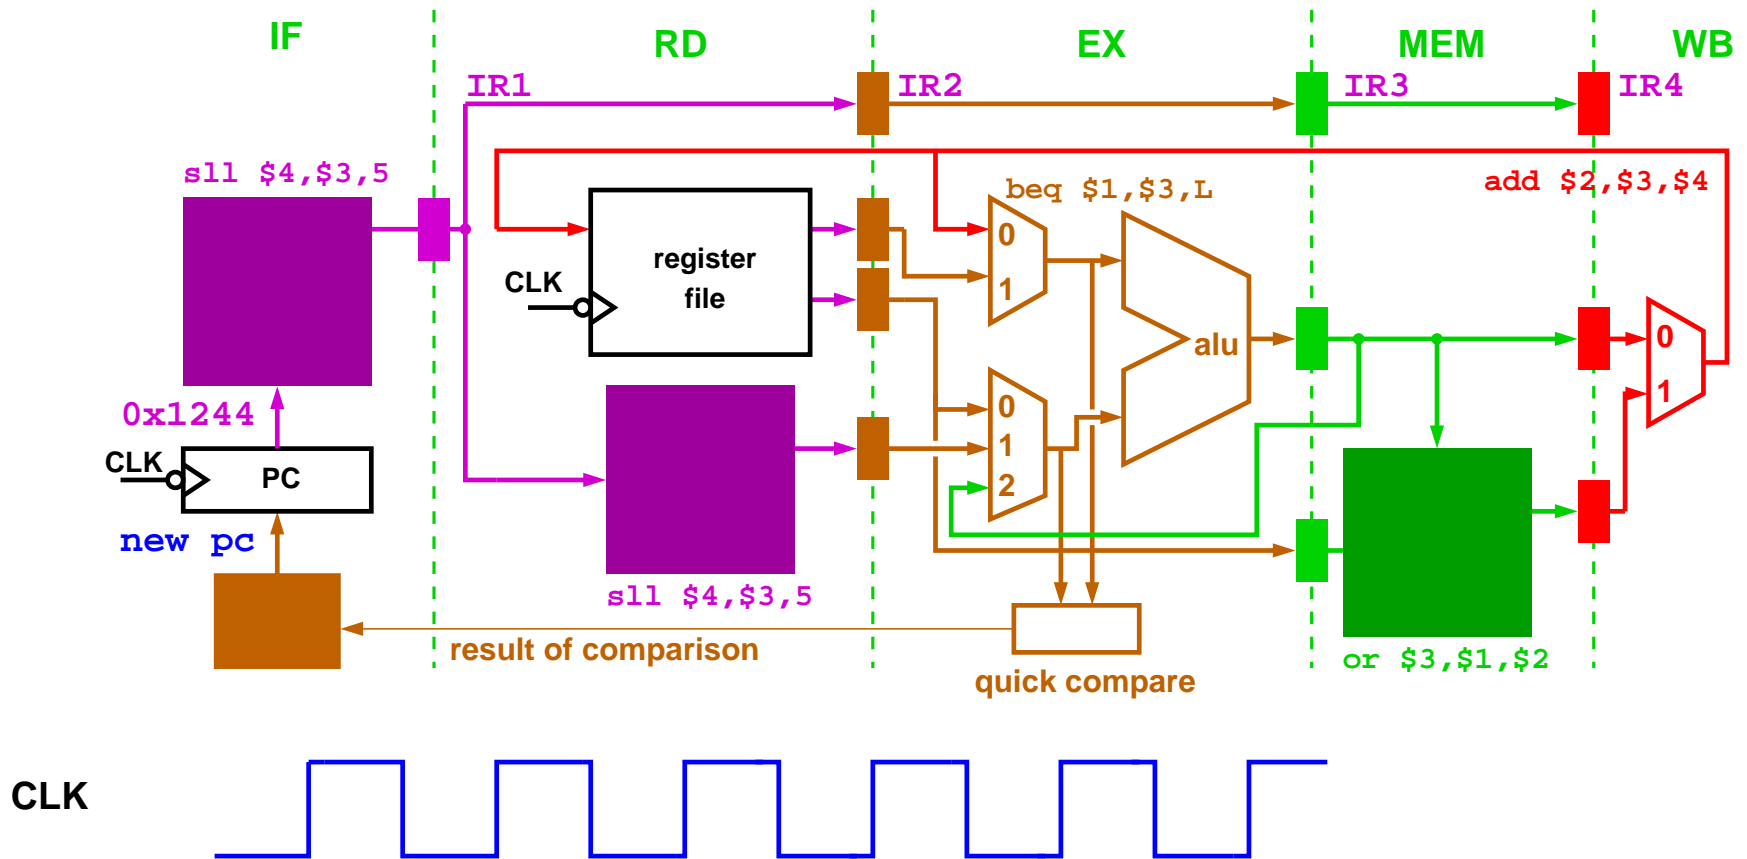 IF
RD
EX
MEM
WB
IR1
IR2
IR3
IR4
sll $4,$3,5
beq $1,$3,L
add $2,$3,$4
0
1
register
file
CLK
alu
0
1
0x1244
0
1
2
CLK
PC
new pc
sll $4,$3,5
result of comparison
quick compare
or $3,$1,$2
CLK